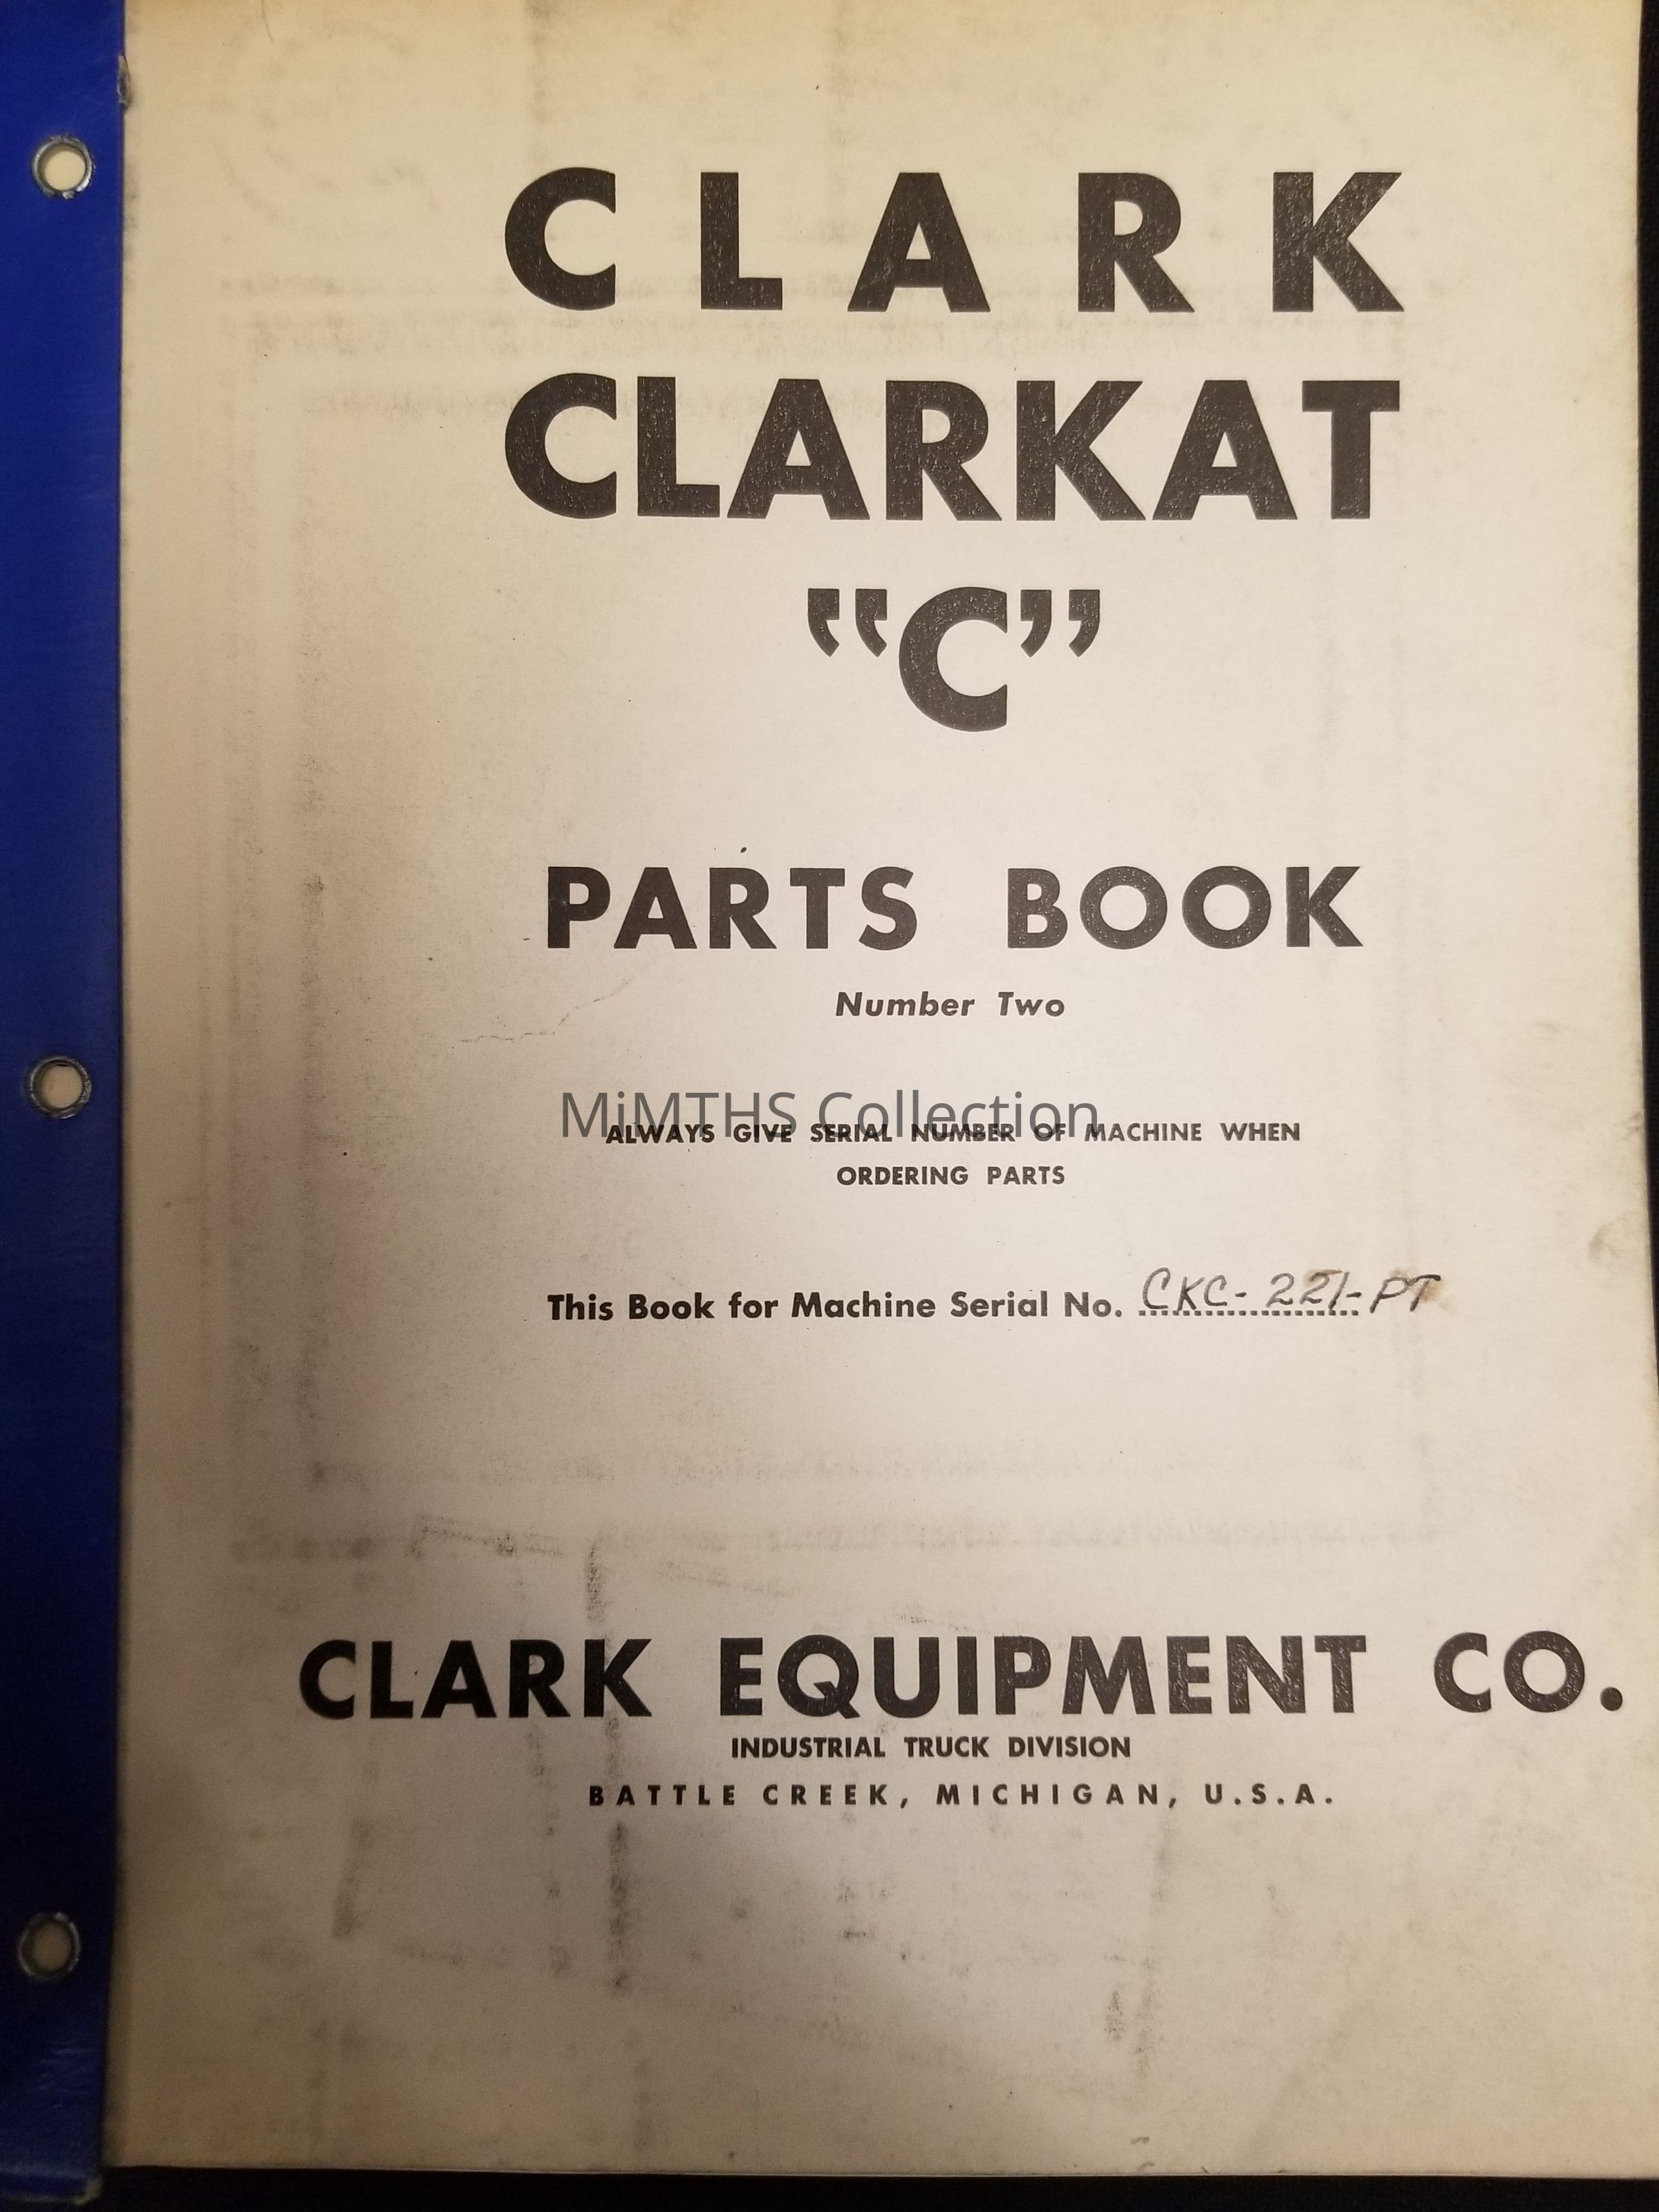 CLARK
CLARKAT
"C"
PARTS BOOK
Number Two
MiMTHS Collection
ALWAYS GIVE SERIAL NUMBER OF MACHINE WHEN
ORDERING PARTS
This Book for Machine Serial No. CKC-221-PT
CLARK EQUIPMENT CO.
INDUSTRIAL TRUCK DIVISION
BATTLE CREEK, MICHIGAN, U.S.A.